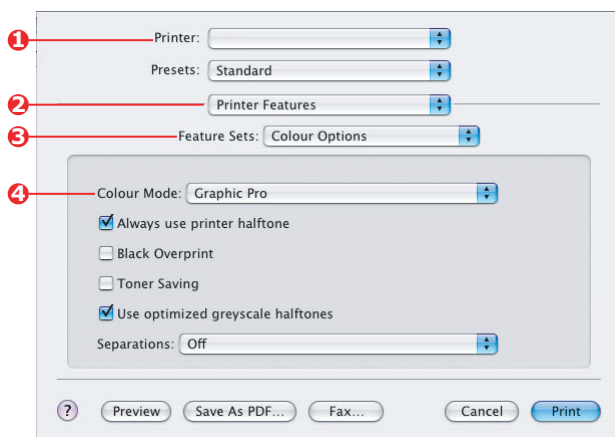 1 Printer:
Presets: Standard
2 Printer Features
3 Feature Sets: Colour Options
4 Colour Mode: Graphic Pro
Always use printer halftone
Black Overprint
Toner Saving
Use optimized greyscale halftones
Separations: Off
? Preview Save As PDF... Fax... Cancel Print